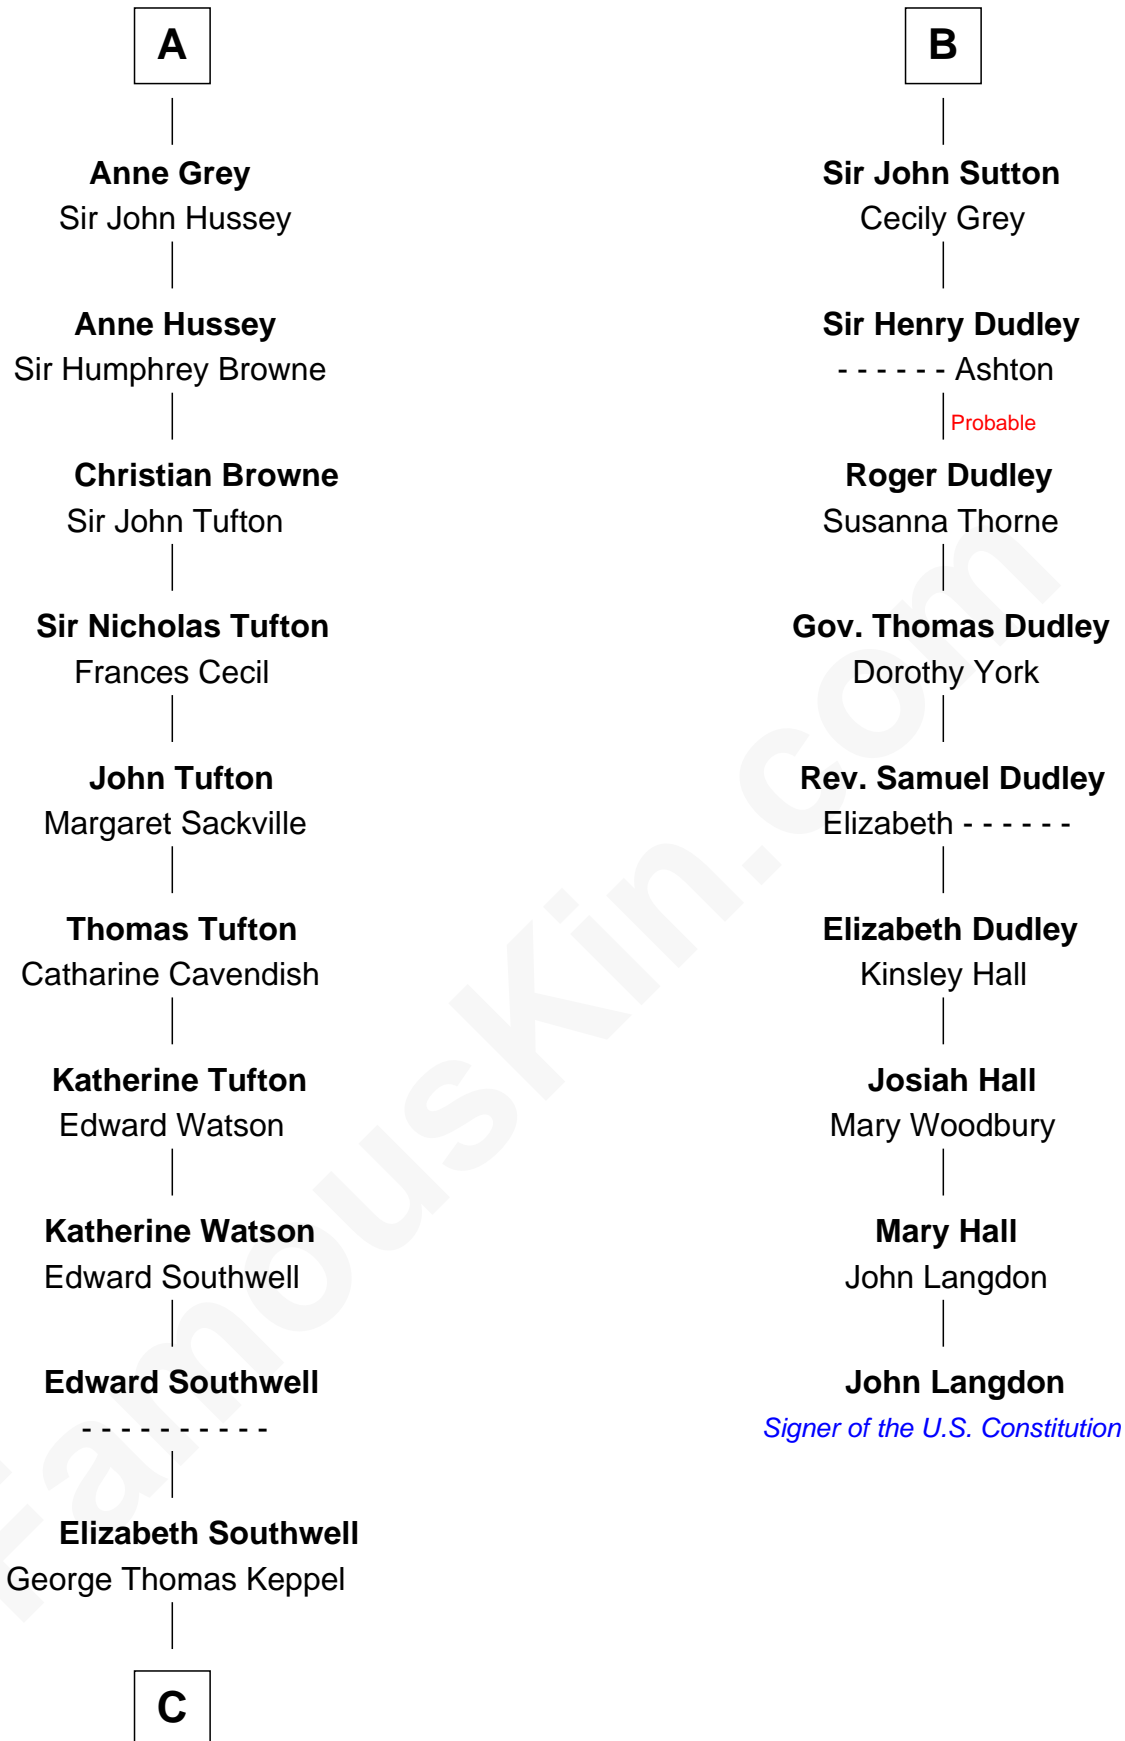 A
Anne Grey
Sir John Hussey
Anne Hussey
Sir Humphrey Browne
Christian Browne
Sir John Tufton
Sir Nicholas Tufton
Frances Cecil
John Tufton
Margaret Sackville
Thomas Tufton
Catharine Cavendish
Katherine Tufton
Edward Watson
Katherine Watson
Edward Southwell
Edward Southwell
- - - - - - - - - -
Elizabeth Southwell
George Thomas Keppel
C
B
Sir John Sutton
Cecily Grey
Sir Henry Dudley
- - - - - - Ashton
Probable
Roger Dudley
Susanna Thorne
Gov. Thomas Dudley
Dorothy York
Rev. Samuel Dudley
Elizabeth - - - - - -
Elizabeth Dudley
Kinsley Hall
Josiah Hall
Mary Woodbury
Mary Hall
John Langdon
John Langdon
Signer of the U.S. Constitution
FamousKin.com